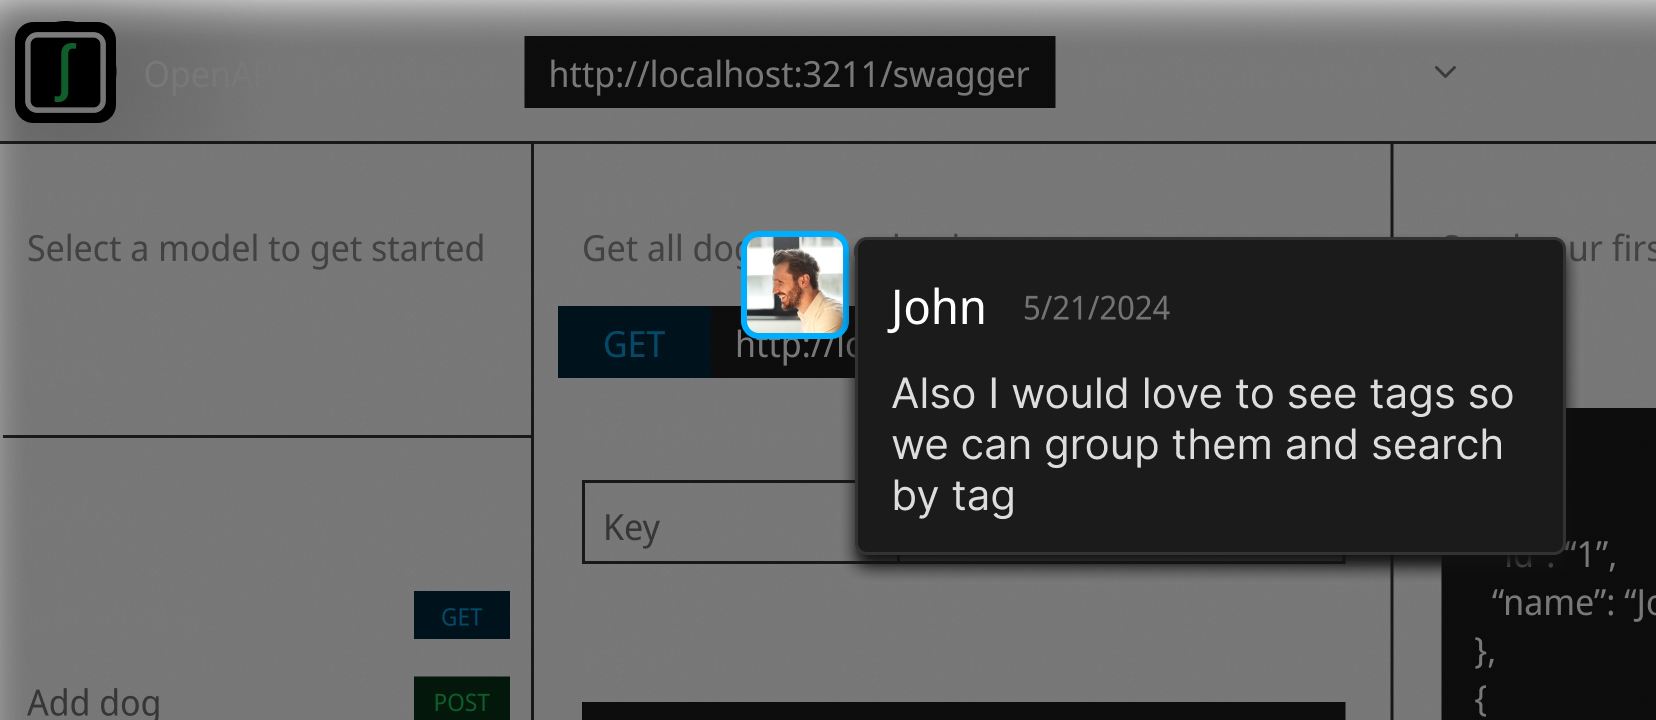 ∫
http://localhost:3211/swagger
Select a model to get started
Get all
our
GET
John 5/21/2024
Also I would love to see tags so
we can group them and search
by tag
Key
“1”,
“name”:
},
{
GET
Add dog
POST